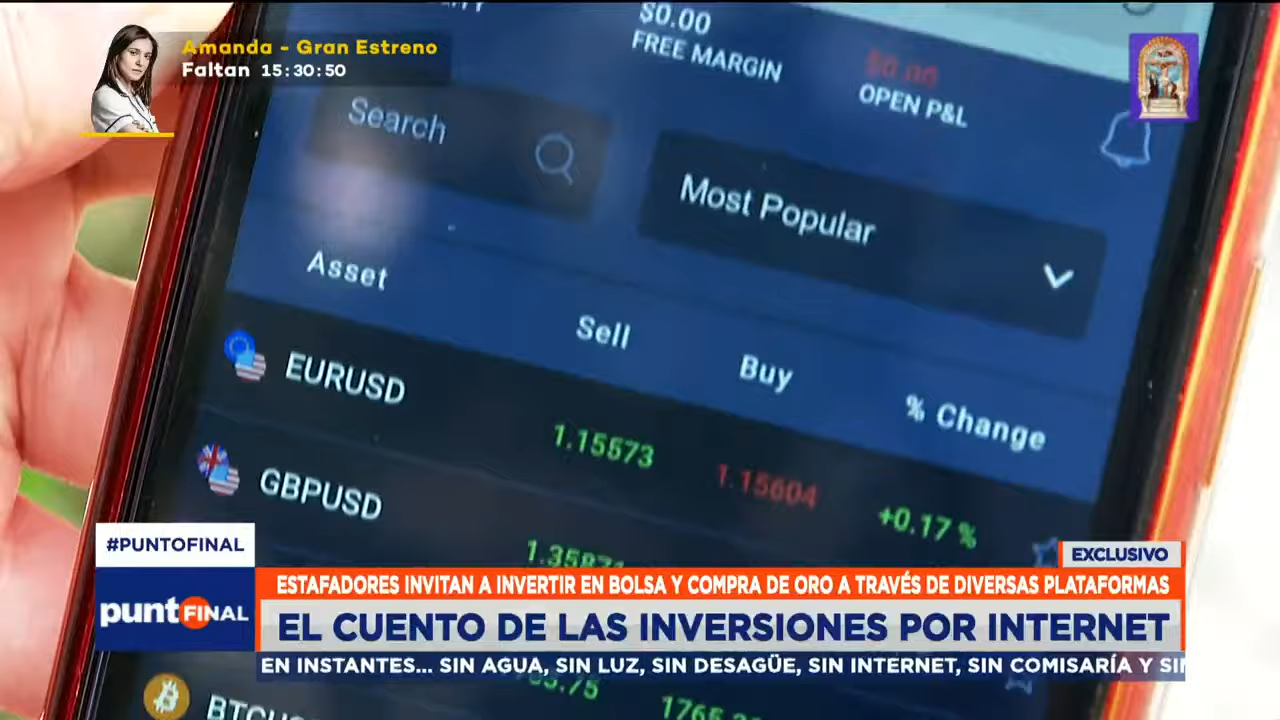 Amanda - Gran Estreno
Faltan 15:30:50
$0.00
FREE MARGIN
$0.00
OPEN P&L
Search
Most Popular
Asset
Sell
Buy
% Change
EURUSD
1.15573
1.15604
+0.17 %
GBPUSD
#PUNTOFINAL
EXCLUSIVO
ESTAFADORES INVITAN A INVERTIR EN BOLSA Y COMPRA DE ORO A TRAVÉS DE DIVERSAS PLATAFORMAS
punto FINAL
EL CUENTO DE LAS INVERSIONES POR INTERNET
EN INSTANTES... SIN AGUA, SIN LUZ, SIN DESAGÜE, SIN INTERNET, SIN COMISARÍA Y